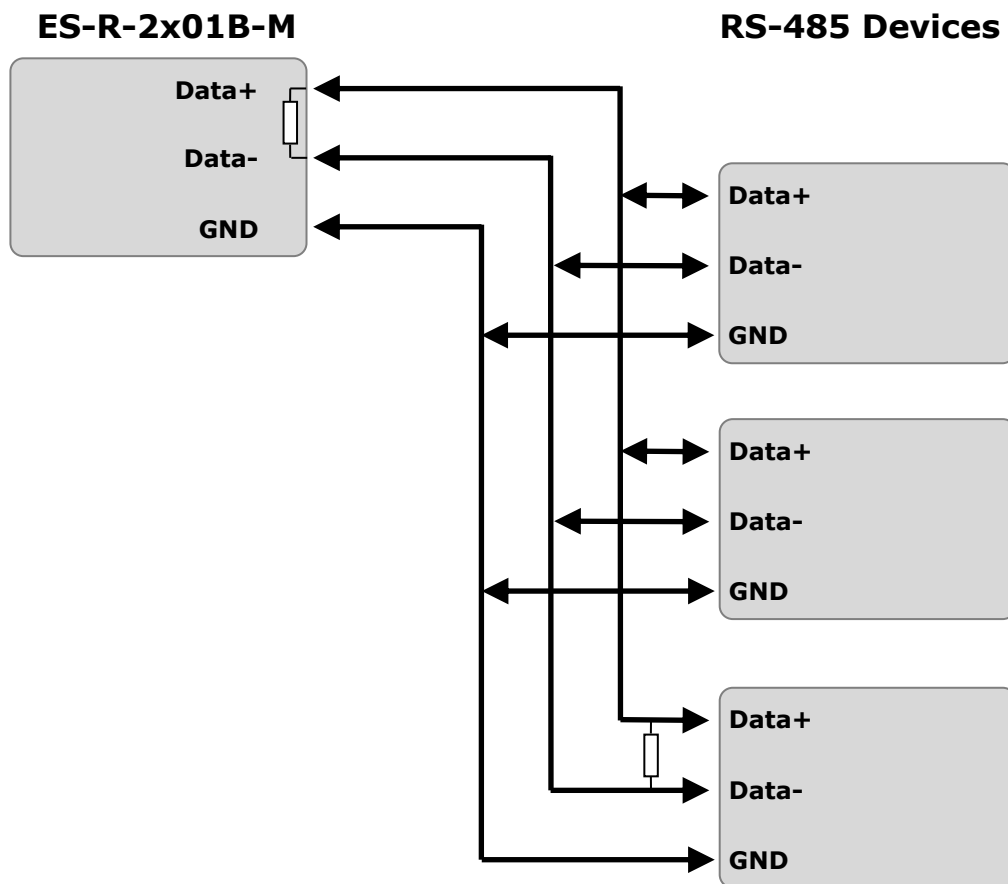 ES-R-2x01B-M
RS-485 Devices
Data+
Data-
GND
Data+
Data-
GND
Data+
Data-
GND
Data+
Data-
GND